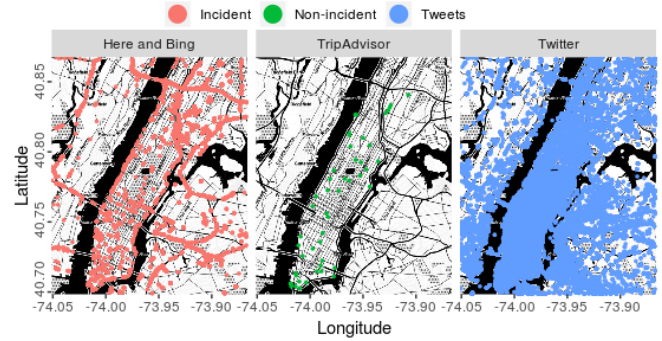 Incident Non-incident Tweets
Here and Bing TripAdvisor Twitter
Latitude
40.85
40.80
40.75
40.70
-74.05 -74.00 -73.95 -73.90 -74.05 -74.00 -73.95 -73.90 -74.05 -74.00 -73.95 -73.90
Longitude